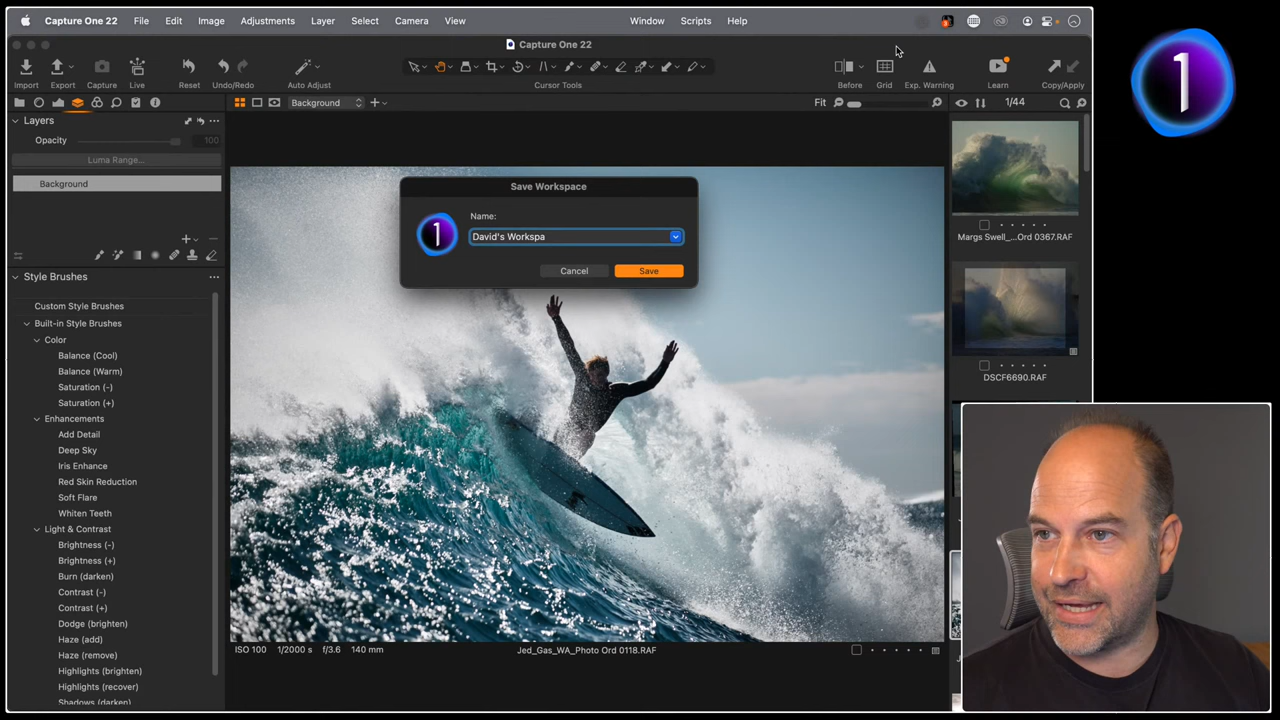 Capture One 22 File Edit Image Adjustments Layer Select Camera View Window Scripts Help
Capture One 22
Import Export Capture Live Reset Undo/Redo Auto Adjust Cursor Tools Before Grid Exp. Warning Learn Copy/Apply
Background Fit 1/44
Layers
Opacity 100
Luma Range...
Background
Style Brushes
Custom Style Brushes
Built-in Style Brushes
Color
Balance (Cool)
Balance (Warm)
Saturation (-)
Saturation (+)
Enhancements
Add Detail
Deep Sky
Iris Enhance
Red Skin Reduction
Soft Flare
Whiten Teeth
Light & Contrast
Brightness (-)
Brightness (+)
Burn (darken)
Contrast (-)
Contrast (+)
Dodge (brighten)
Haze (add)
Haze (remove)
Highlights (brighten)
Highlights (recover)
Shadows (darken)
Save Workspace
Name:
1
David's Workspa
Cancel Save
ISO 100 1/2000 s f/3.6 140 mm Jed_Gas_WA_Photo Ord 0118.RAF
Margs Swell_...Ord 0367.RAF
DSCF6690.RAF
1